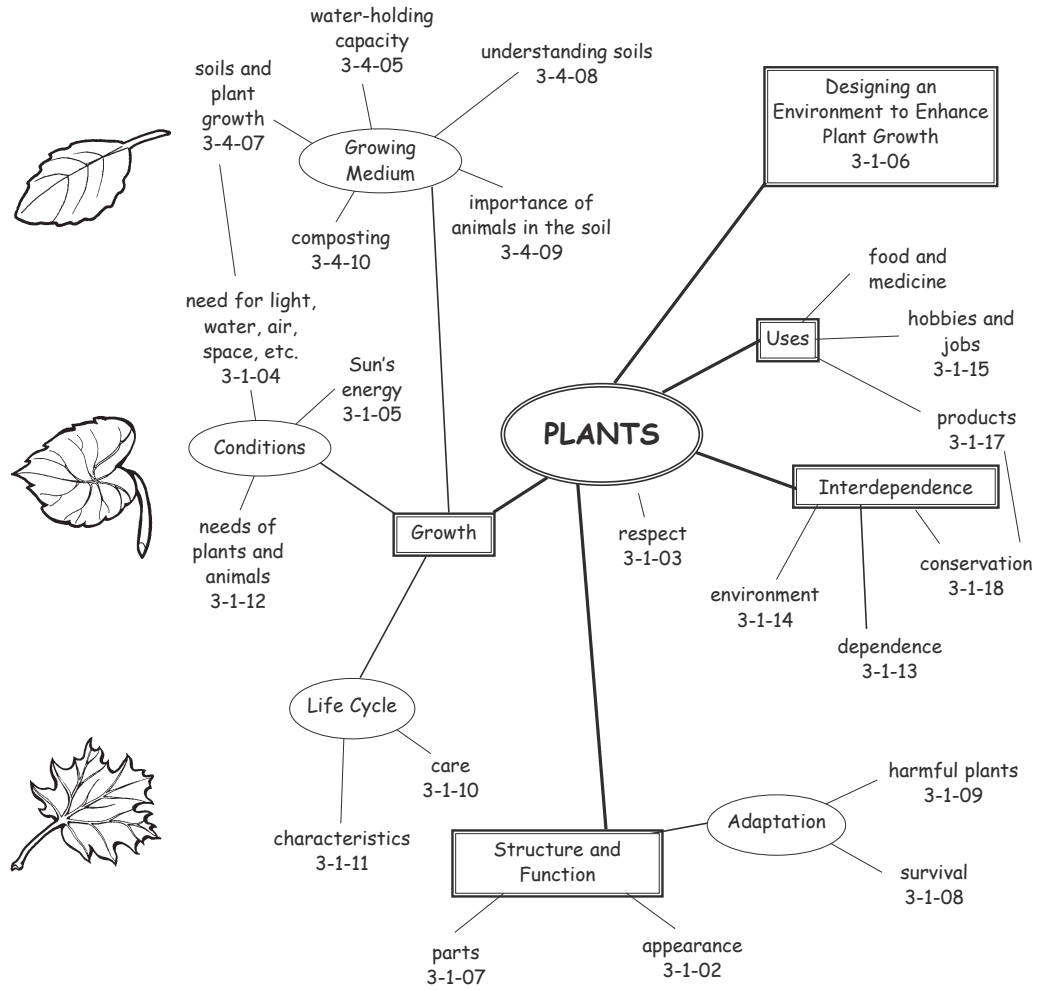 water-holding
capacity
3-4-05
understanding soils
3-4-08
soils and
plant
growth
3-4-07
Growing
Medium
importance of
animals in the soil
3-4-09
composting
3-4-10
Designing an
Environment to Enhance
Plant Growth
3-1-06
food and
medicine
Uses
hobbies and
jobs
3-1-15
products
3-1-17
need for light,
water, air,
space, etc.
3-1-04
Sun's
energy
3-1-05
Conditions
needs of
plants and
animals
3-1-12
PLANTS
Growth
respect
3-1-03
Interdependence
environment
3-1-14
conservation
3-1-18
dependence
3-1-13
Life Cycle
care
3-1-10
characteristics
3-1-11
Structure and
Function
Adaptation
harmful plants
3-1-09
survival
3-1-08
parts
3-1-07
appearance
3-1-02